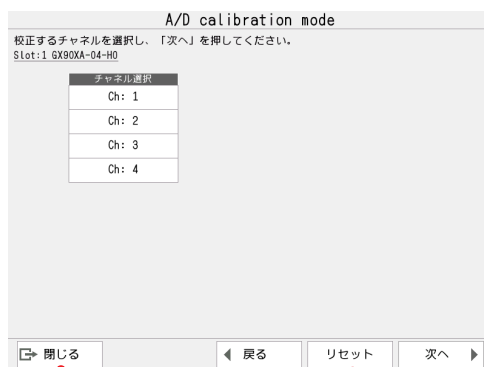 A/D calibration mode
校正するチャネルを選択し、「次へ」を押してください。
Slot:1 GX90XA-04-H0
チャネル選択
Ch: 1
Ch: 2
Ch: 3
Ch: 4
閉じる
戻る
リセット
次へ